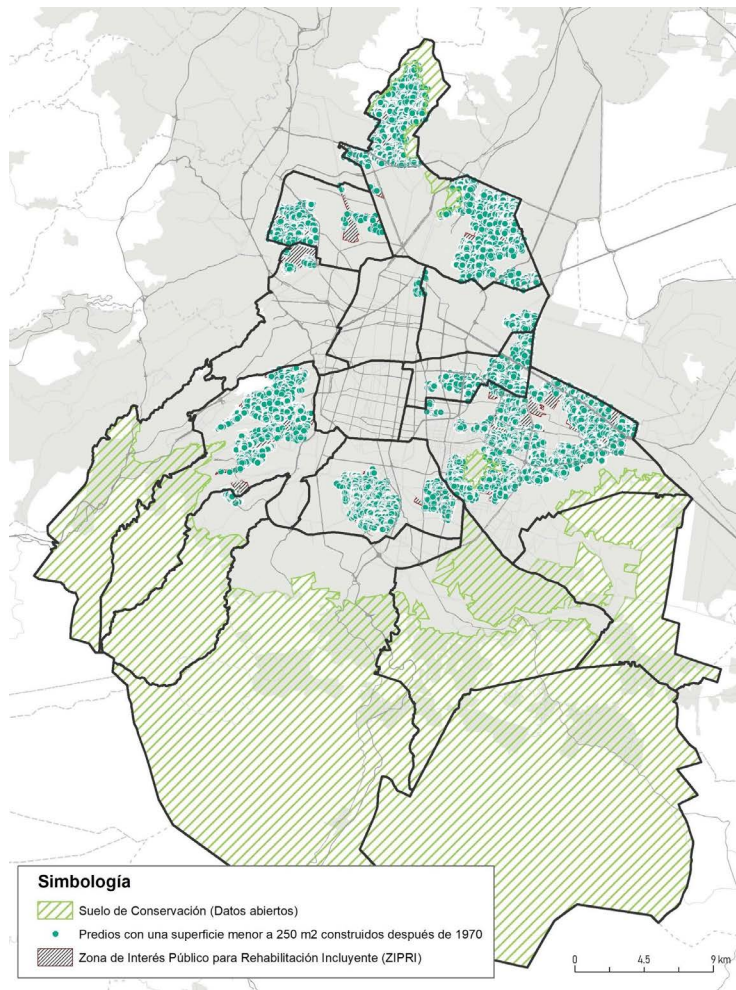 Simbología
Suelo de Conservación (Datos abiertos)
Predios con una superficie menor a 250 m2 construidos después de 1970
Zona de Interés Público para Rehabilitación Incluyente (ZIPRI)
0 4.5 9 km